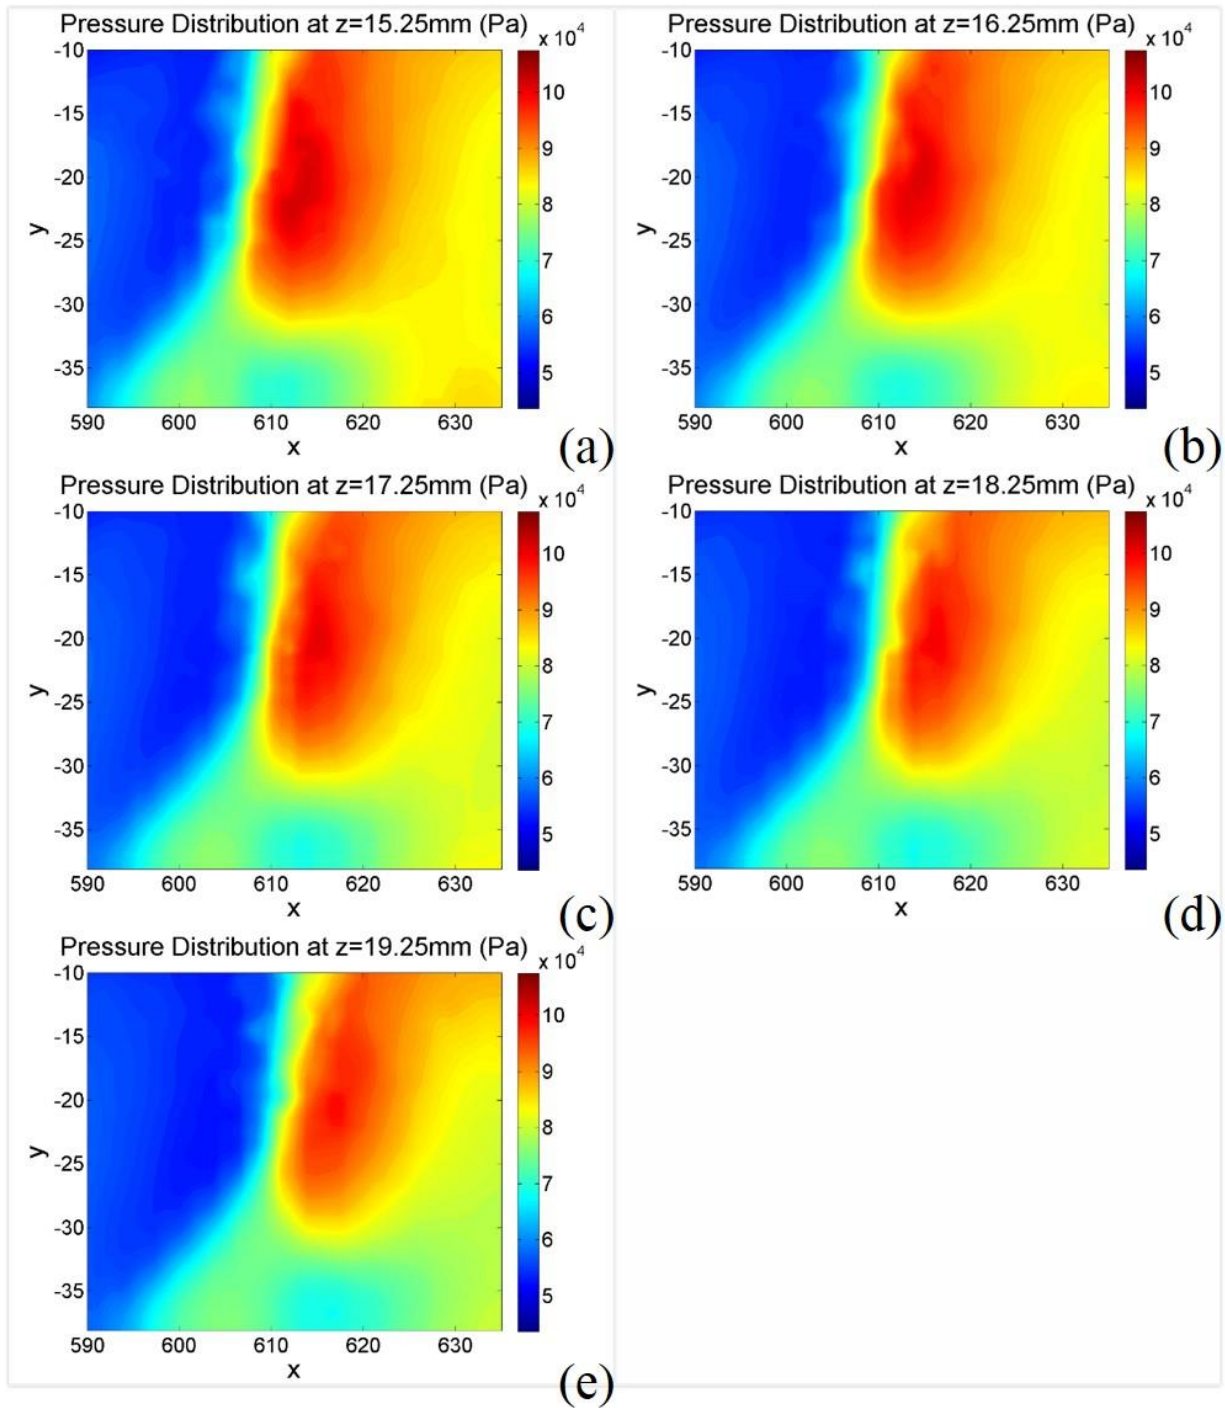 Pressure Distribution at z=15.25mm (Pa)
x 10^4
-10
-15
-20
-25
-30
-35
y
590 600 610 620 630
x
10
9
8
7
6
5
(a)
Pressure Distribution at z=16.25mm (Pa)
x 10^4
-10
-15
-20
-25
-30
-35
y
590 600 610 620 630
x
10
9
8
7
6
5
(b)
Pressure Distribution at z=17.25mm (Pa)
x 10^4
-10
-15
-20
-25
-30
-35
y
590 600 610 620 630
x
10
9
8
7
6
5
(c)
Pressure Distribution at z=18.25mm (Pa)
x 10^4
-10
-15
-20
-25
-30
-35
y
590 600 610 620 630
x
10
9
8
7
6
5
(d)
Pressure Distribution at z=19.25mm (Pa)
x 10^4
-10
-15
-20
-25
-30
-35
y
590 600 610 620 630
x
10
9
8
7
6
5
(e)